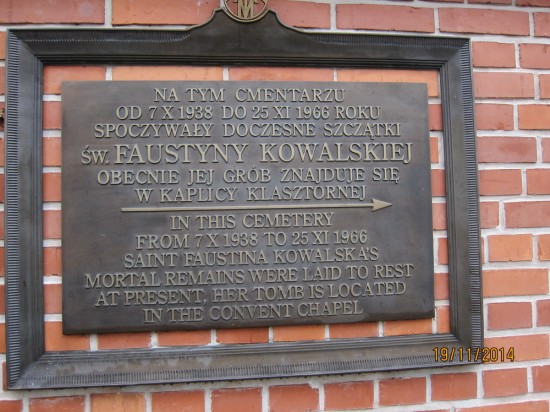 M
NA TYM CMENTARZU
OD 7 X 1938 DO 25 XI 1966 ROKU
SPOCZYWAŁY DOCZESNE SZCZĄTKI
ŚW. FAUSTYNY KOWALSKIEJ
OBECNIE JEJ GRÓB ZNAJDUJE SIĘ
W KAPLICY KLASZTORNEJ
IN THIS CEMETERY
FROM 7 X 1938 TO 25 XI 1966
SAINT FAUSTINA KOWALSKA'S
MORTAL REMAINS WERE LAID TO REST
AT PRESENT, HER TOMB IS LOCATED
IN THE CONVENT CHAPEL
19/11/2014